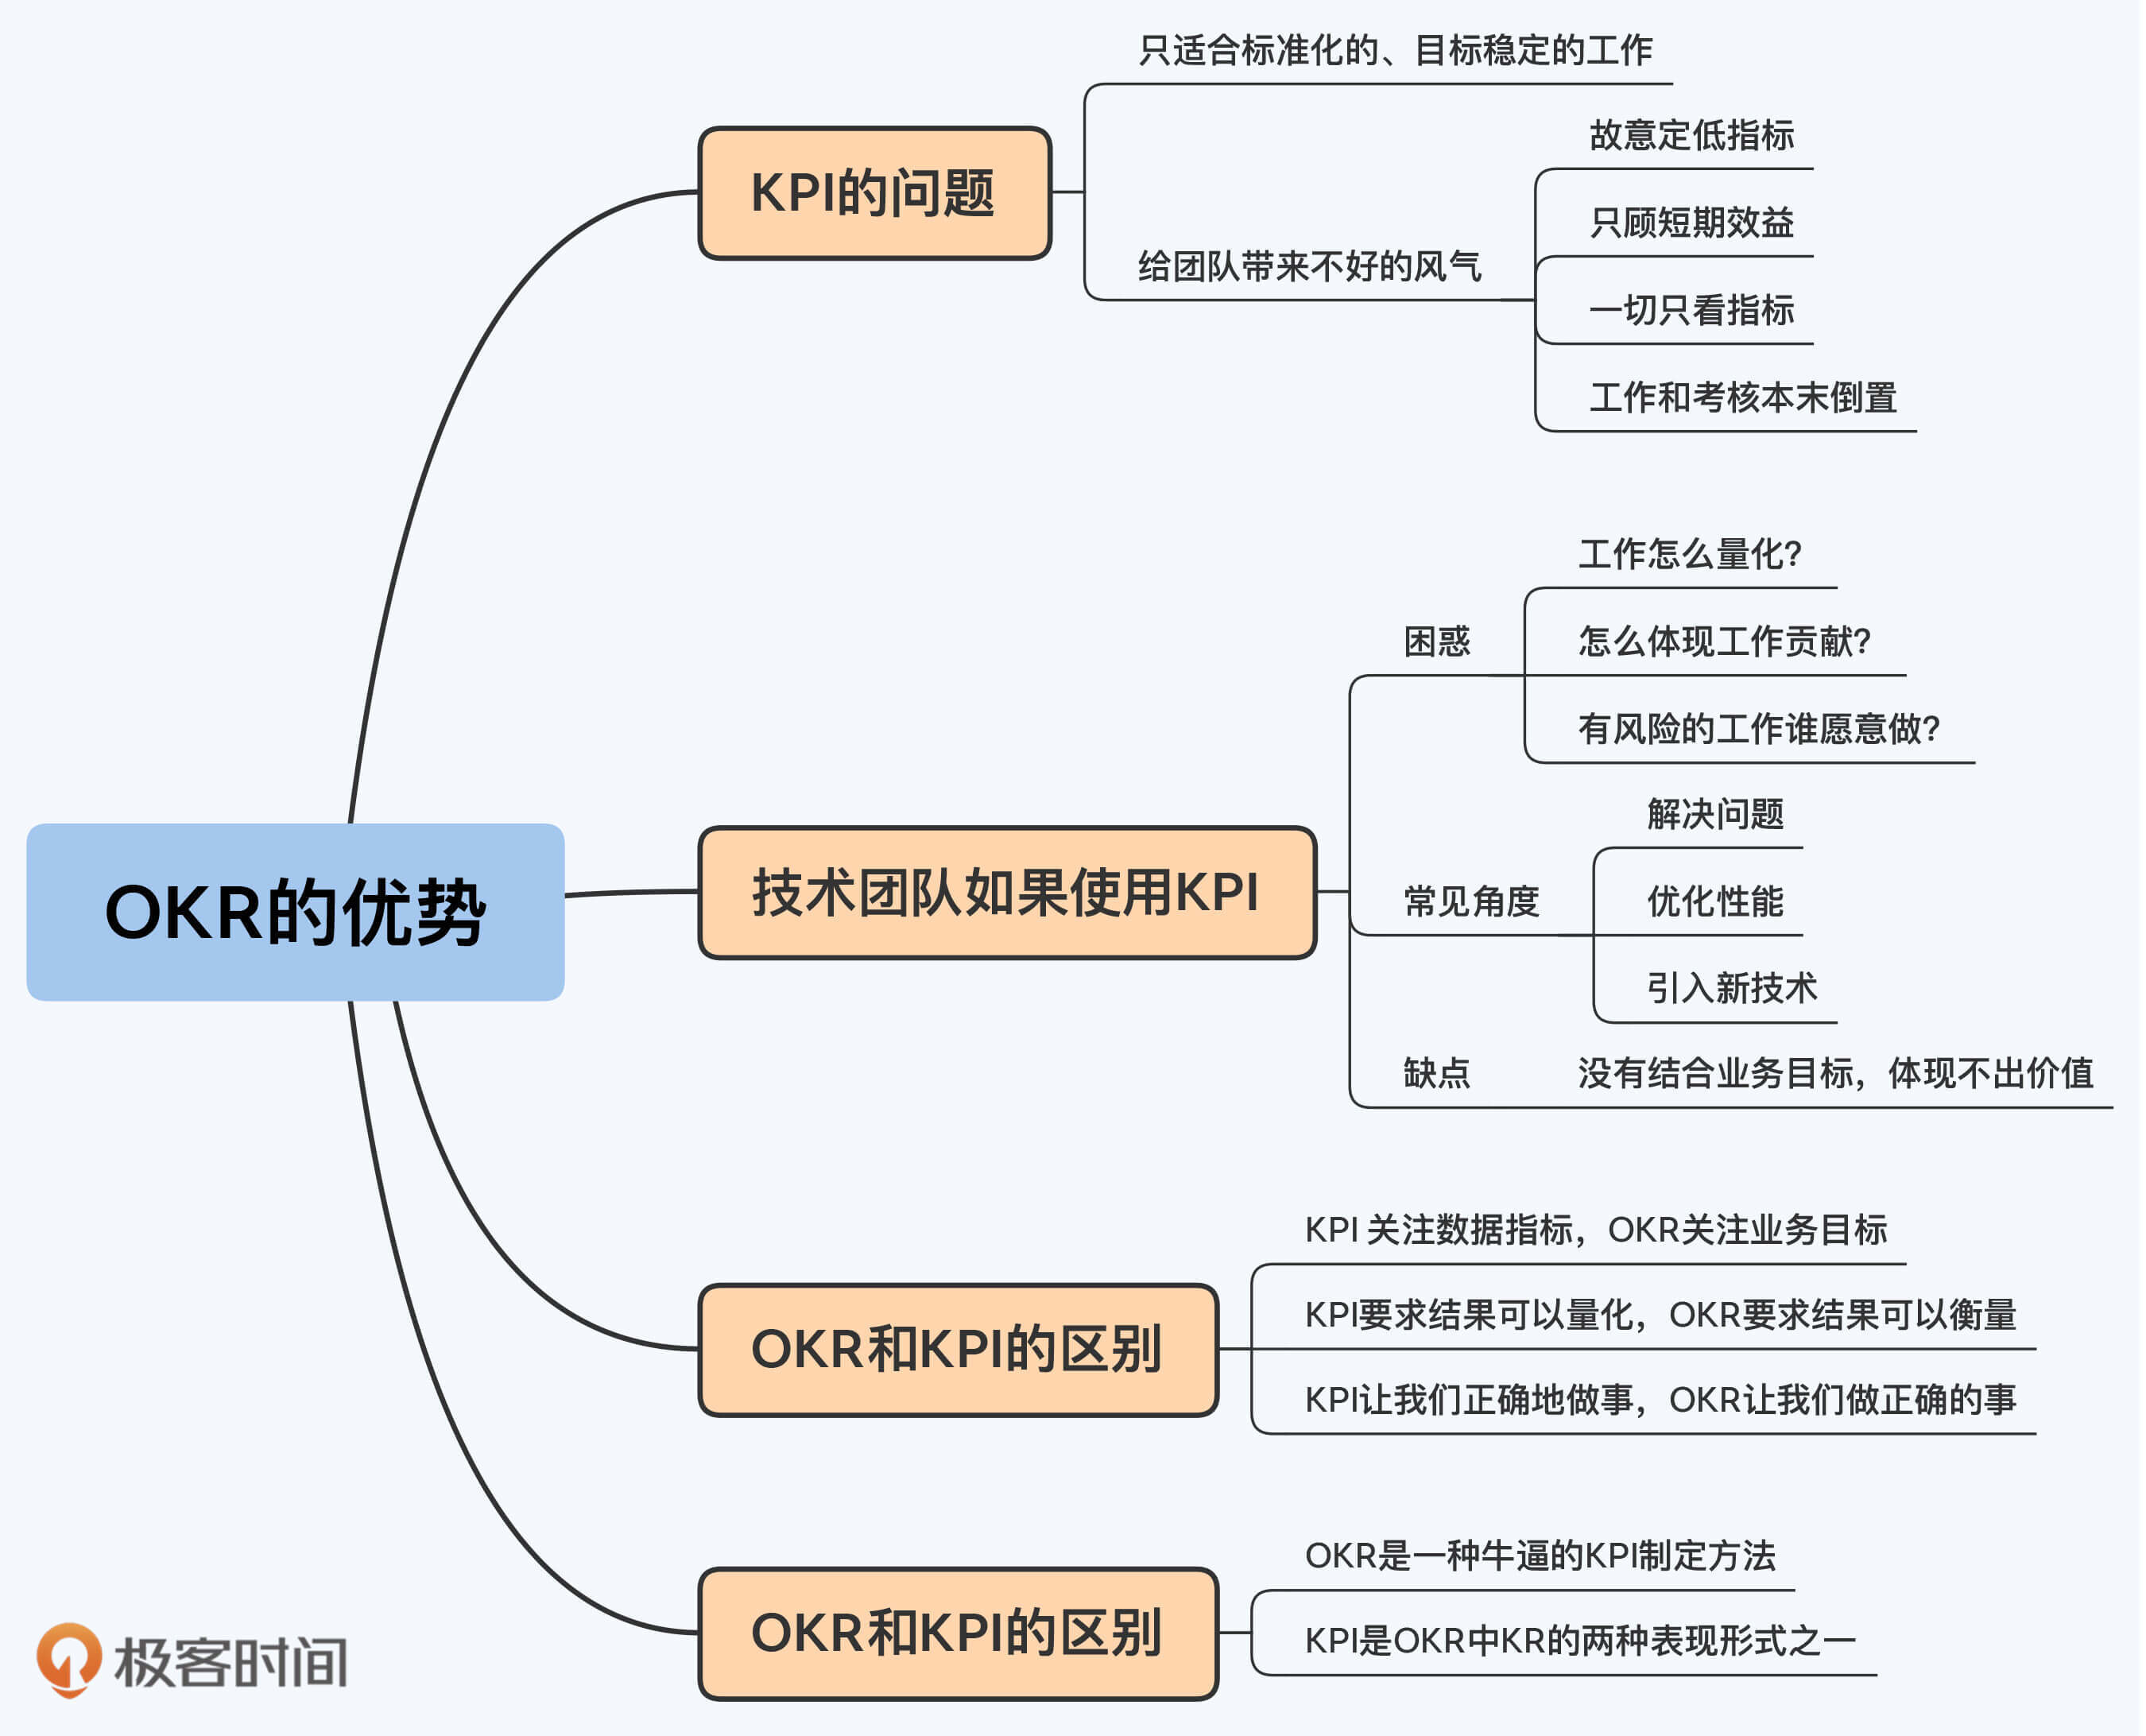 只适合标准化的、目标稳定的工作
故意定低指标
KPI的问题
只顾短期效益
给团队带来不好的风气
一切只看指标
工作和考核本末倒置
工作怎么量化?
困惑
怎么体现工作贡献?
有风险的工作谁愿意做?
解决问题
OKR的优势
技术团队如果使用KPI
常见角度
优化性能
引入新技术
缺点
没有结合业务目标，体现不出价值
KPI 关注数据指标，OKR关注业务目标
OKR和KPI的区别
KPI要求结果可以量化，OKR要求结果可以衡量
KPI让我们正确地做事，OKR让我们做正确的事
OKR是一种牛逼的KPI制定方法
OKR和KPI的区别
KPI是OKR中KR的两种表现形式之一
极客时间